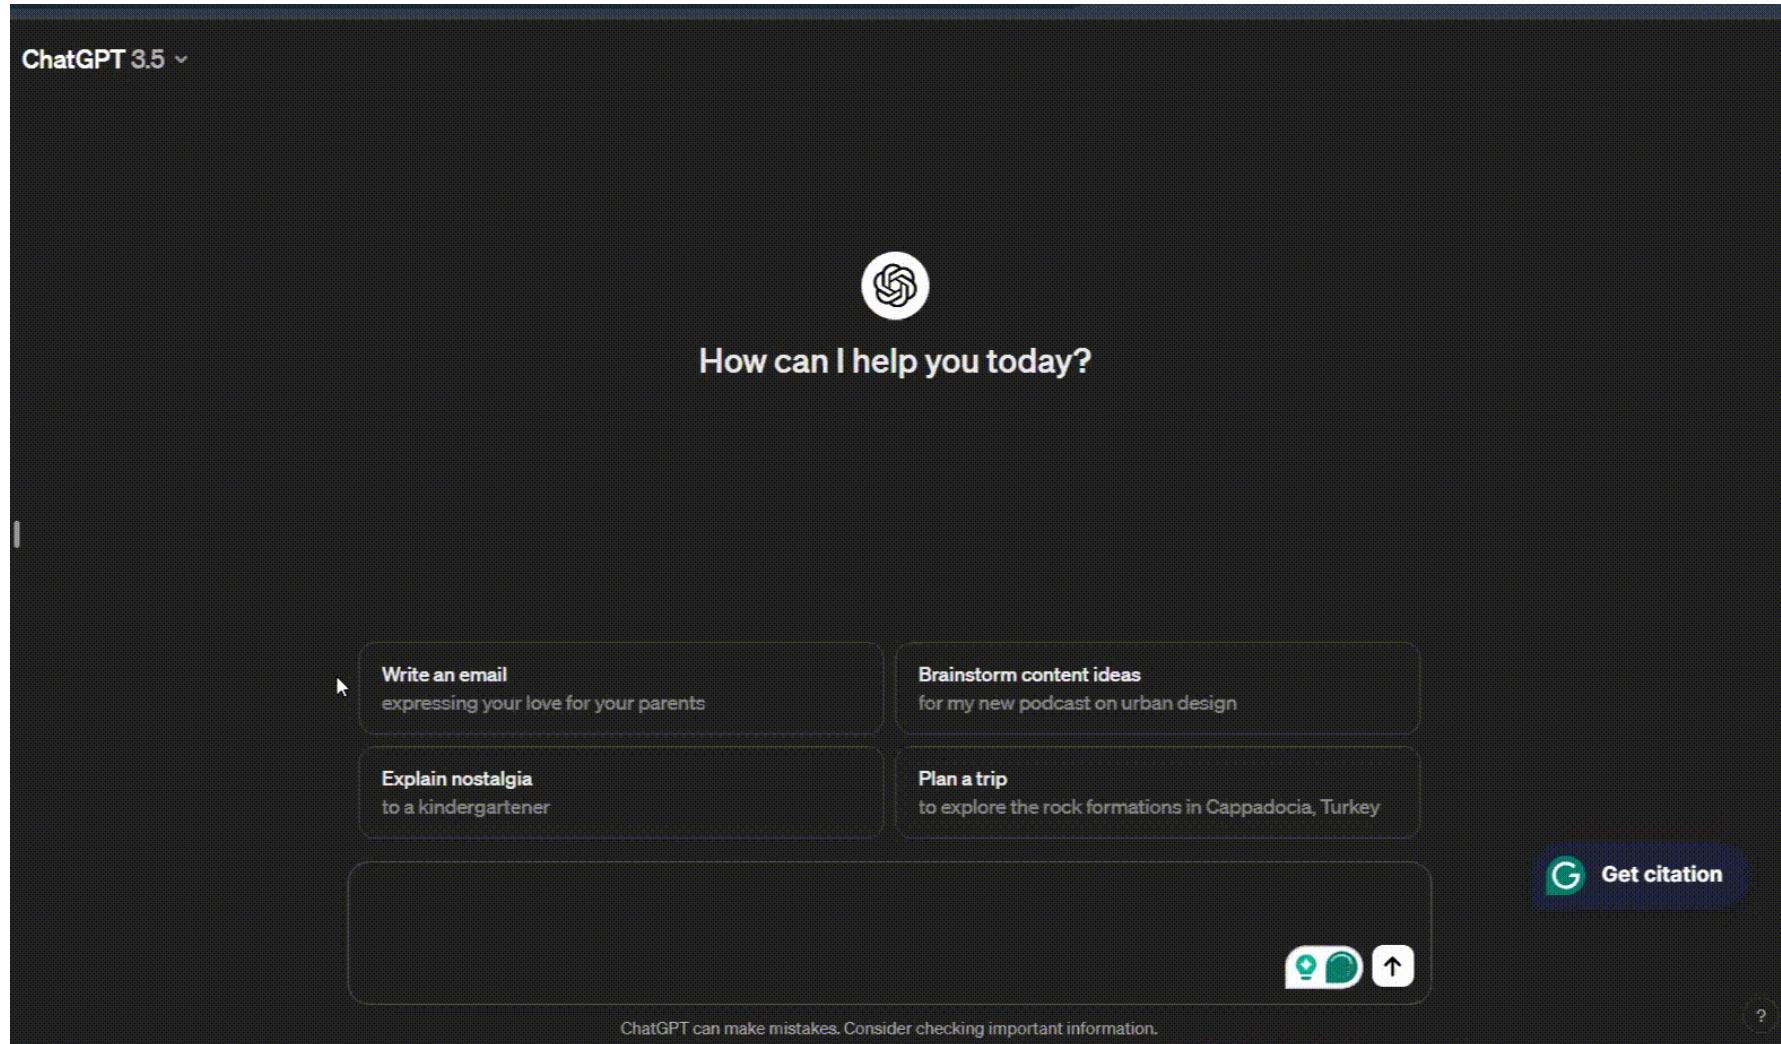 ChatGPT 3.5
How can I help you today?
Write an email
expressing your love for your parents
Brainstorm content ideas
for my new podcast on urban design
Explain nostalgia
to a kindergartener
Plan a trip
to explore the rock formations in Cappadocia, Turkey
G Get citation
ChatGPT can make mistakes. Consider checking important information.
?